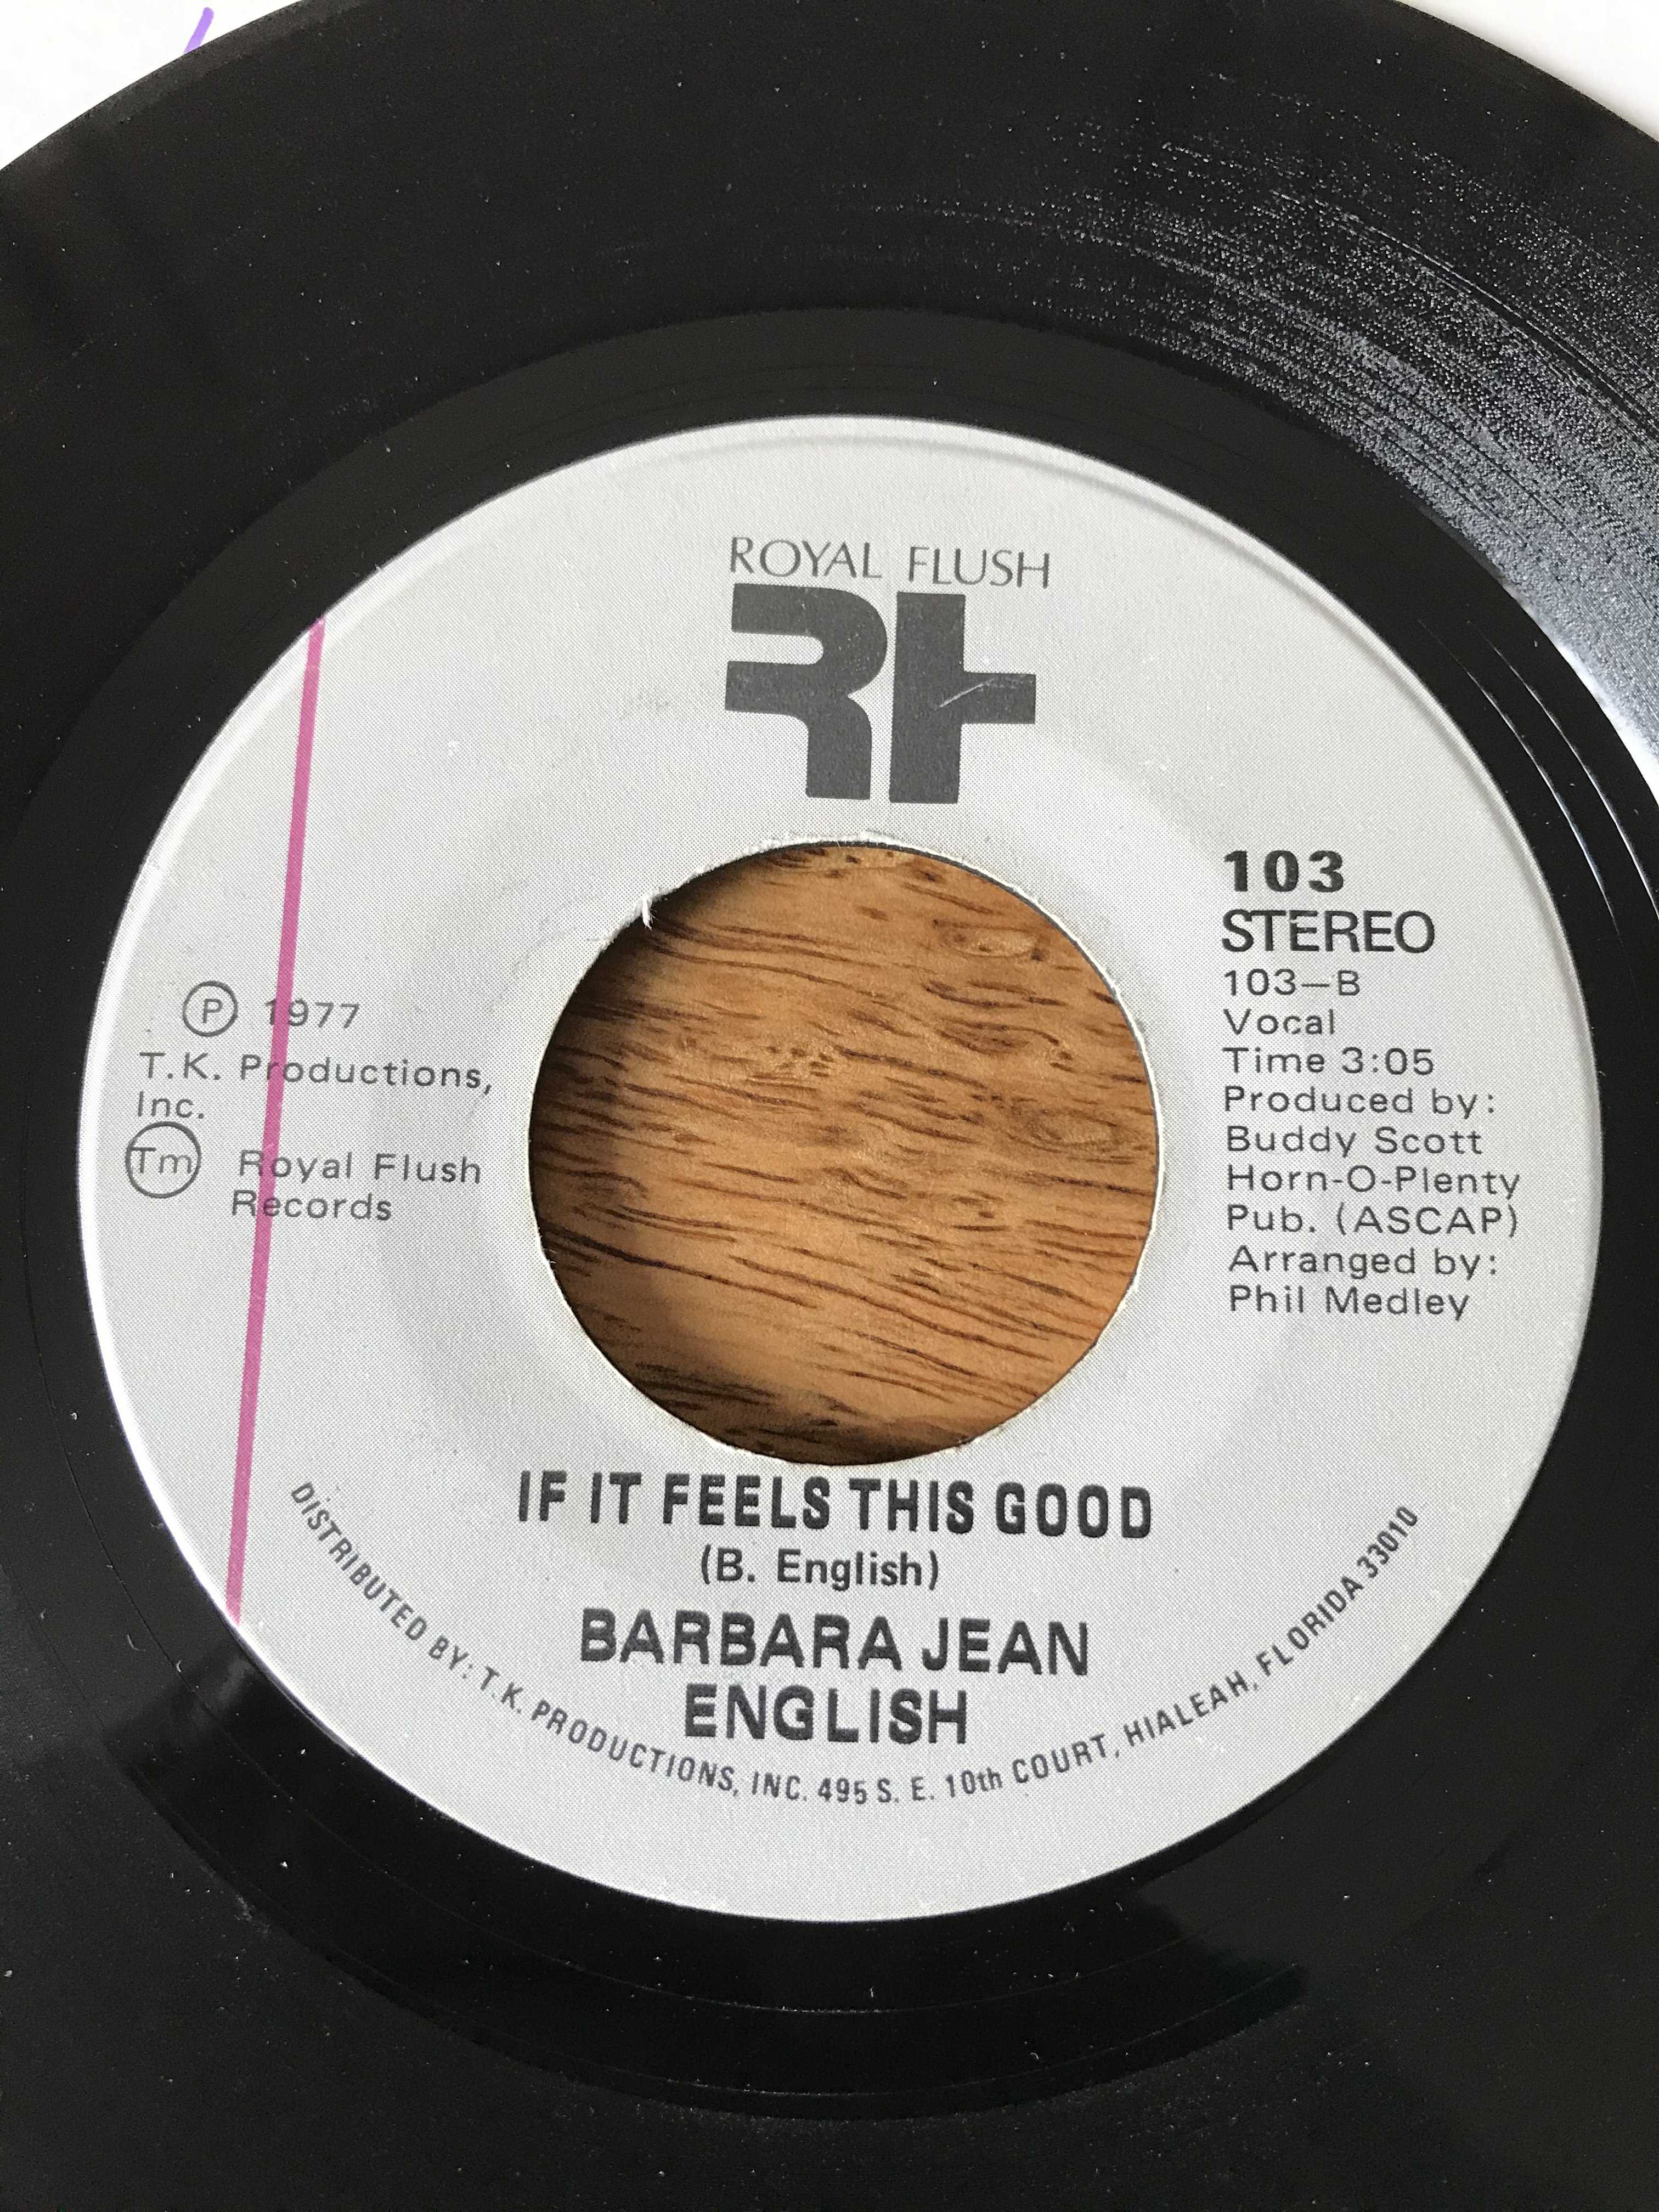 ROYAL FLUSH
RF
103
STEREO
103—B
Vocal
Time 3:05
Produced by:
Buddy Scott
Horn-O-Plenty
Pub. (ASCAP)
Arranged by:
Phil Medley
Ⓟ 1977
T.K. Productions,
Inc.
Tm Royal Flush
Records
IF IT FEELS THIS GOOD
(B. English)
BARBARA JEAN
ENGLISH
DISTRIBUTED BY: T.K. PRODUCTIONS, INC. 495 S. E. 10th COURT, HIALEAH, FLORIDA 33010